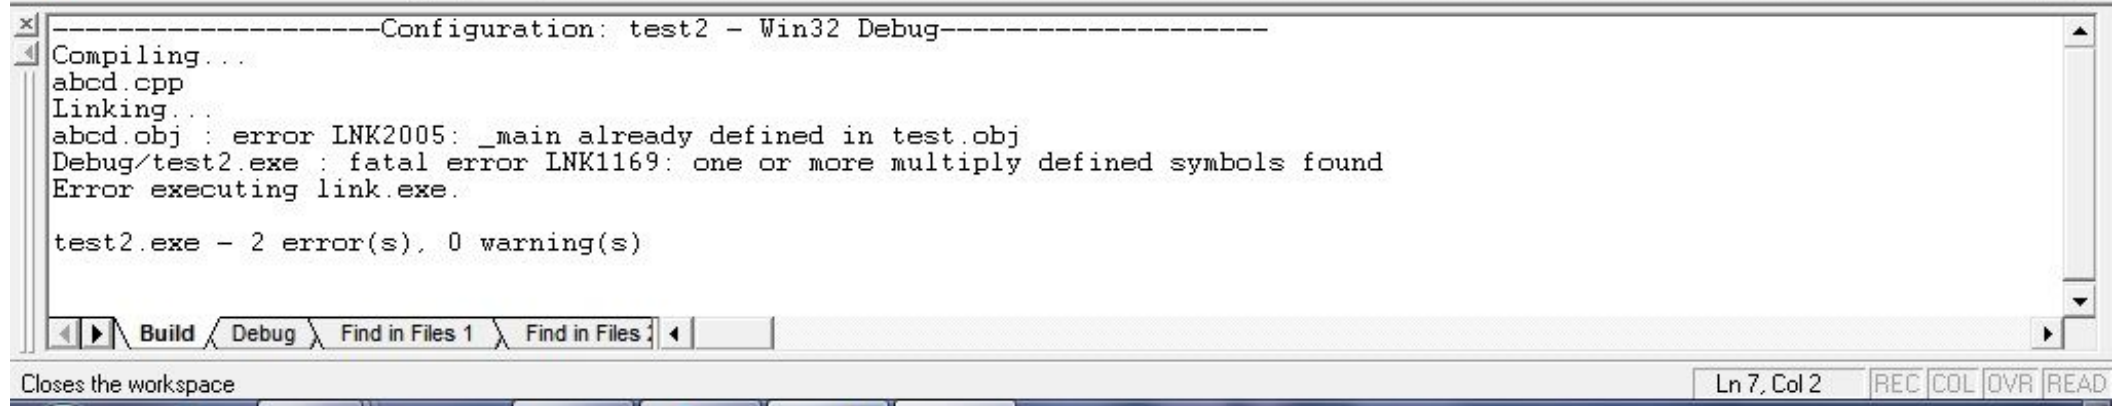 --------------------Configuration: test2 - Win32 Debug--------------------
Compiling...
abcd.cpp
Linking...
abcd.obj : error LNK2005: _main already defined in test.obj
Debug/test2.exe : fatal error LNK1169: one or more multiply defined symbols found
Error executing link.exe.
test2.exe - 2 error(s), 0 warning(s)
Build Debug Find in Files 1 Find in Files
Closes the workspace Ln 7, Col 2 REC COL OVR READ